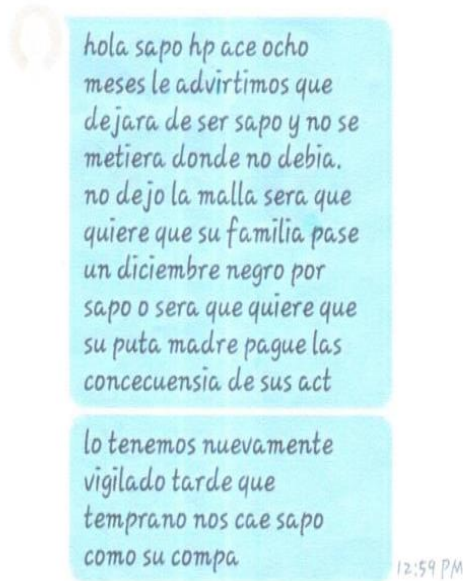 hola sapo hp ace ocho
meses le advirtimos que
dejara de ser sapo y no se
metiera donde no debia.
no dejo la malla sera que
quiere que su familia pase
un diciembre negro por
sapo o sera que quiere que
su puta madre pague las
concecuensia de sus act
lo tenemos nuevamente
vigilado tarde que
temprano nos cae sapo
como su compa
12:59 PM